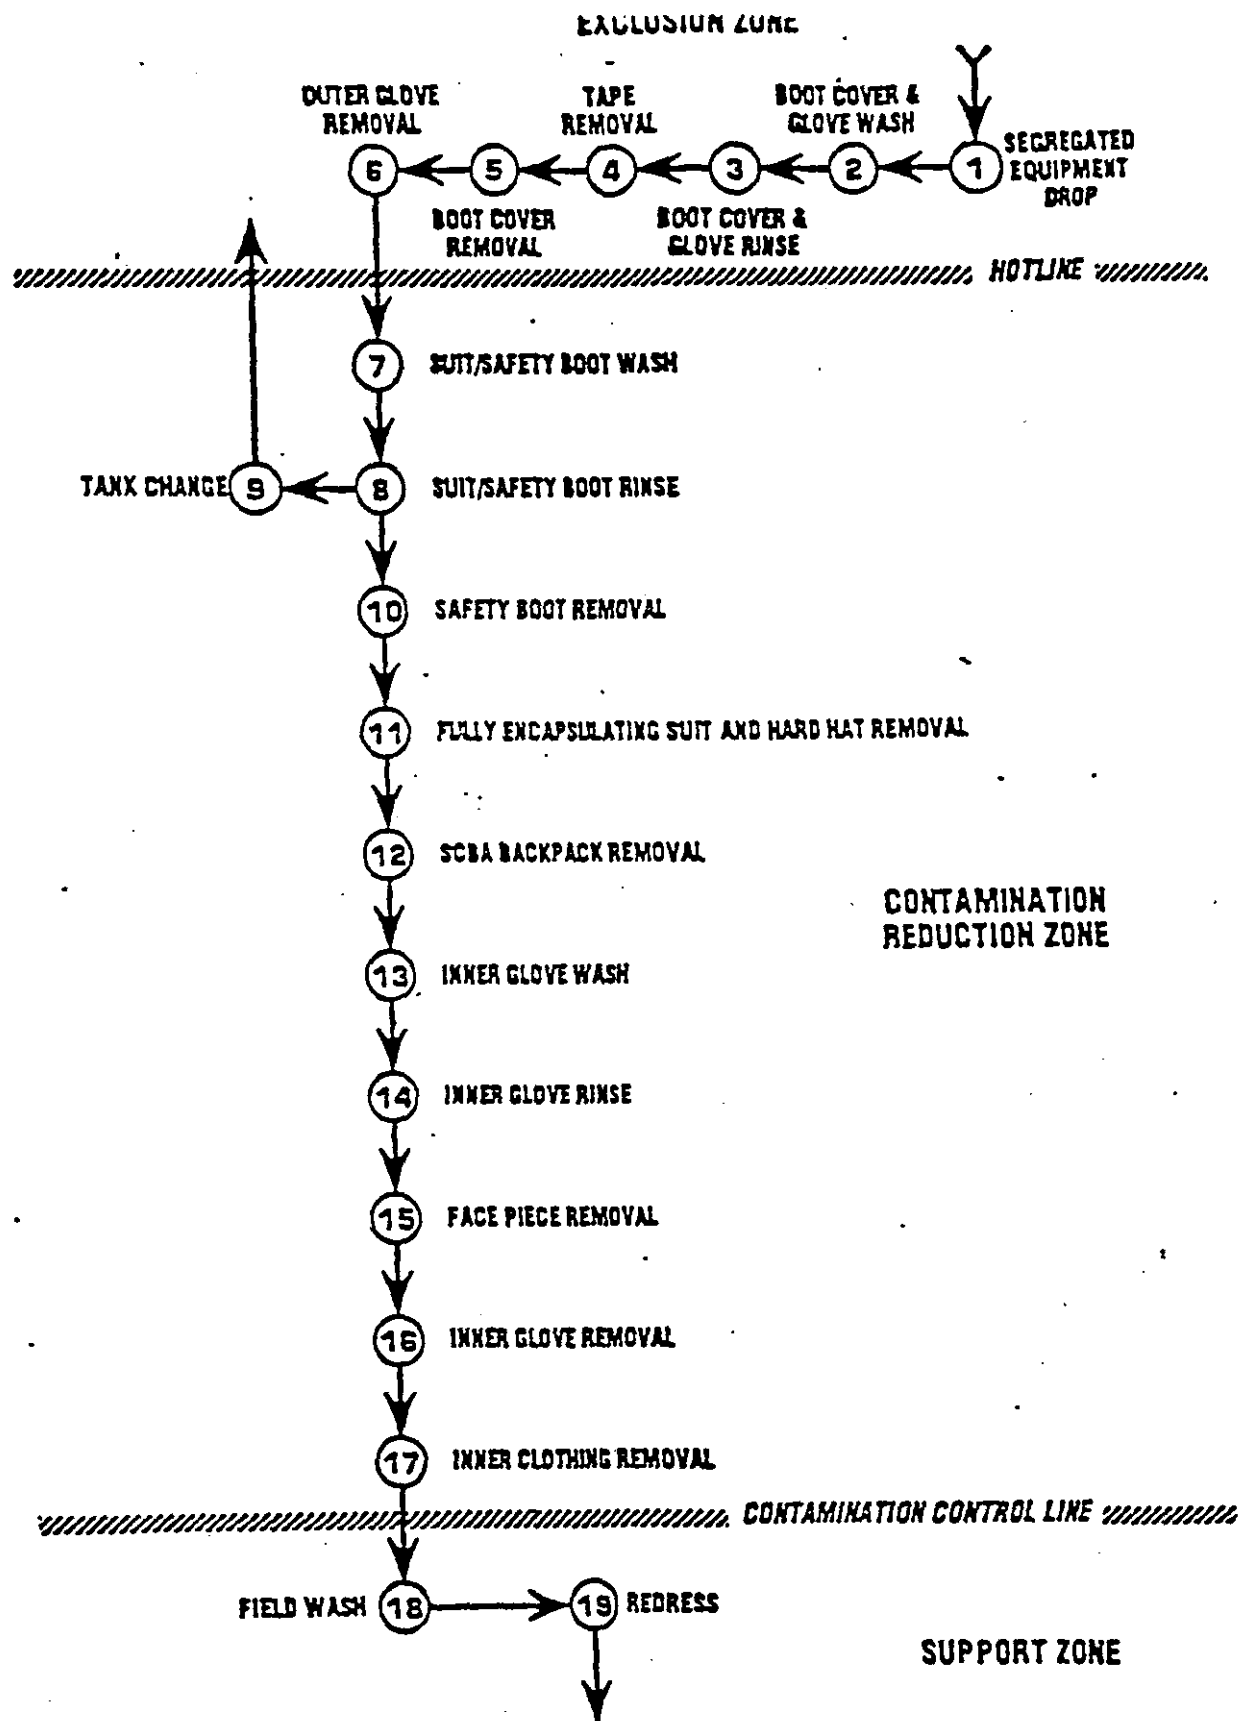 EXCLUSION ZONE
OUTER GLOVE
REMOVAL
TAPE
REMOVAL
BOOT COVER &
GLOVE WASH
6
5
4
3
2
1
SEGREGATED
EQUIPMENT
DROP
BOOT COVER
REMOVAL
BOOT COVER &
GLOVE RINSE
HOTLINE
7
SUIT/SAFETY BOOT WASH
TANK CHANGE
9
8
SUIT/SAFETY BOOT RINSE
10
SAFETY BOOT REMOVAL
11
FULLY ENCAPSULATING SUIT AND HARD HAT REMOVAL
12
SCBA BACKPACK REMOVAL
CONTAMINATION
REDUCTION ZONE
13
INNER GLOVE WASH
14
INNER GLOVE RINSE
15
FACE PIECE REMOVAL
16
INNER GLOVE REMOVAL
17
INNER CLOTHING REMOVAL
CONTAMINATION CONTROL LINE
FIELD WASH
18
19
REDRESS
SUPPORT ZONE